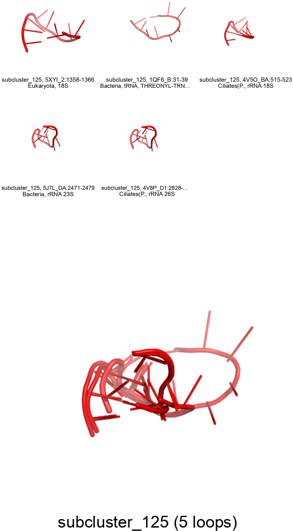 subcluster_125, 5XYI_2:1358-1366
Eukaryota, 18S
subcluster_125, 1QF6_B:31-39
Bacteria, tRNA, THREONYL-TRN...
subcluster_125, 4V5O_BA:515-523
Ciliates(P., rRNA 18S
subcluster_125, 5J7L_DA:2471-2479
Bacteria, rRNA 23S
subcluster_125, 4V8P_D1:2828-...
Ciliates(P., rRNA 26S
subcluster_125 (5 loops)